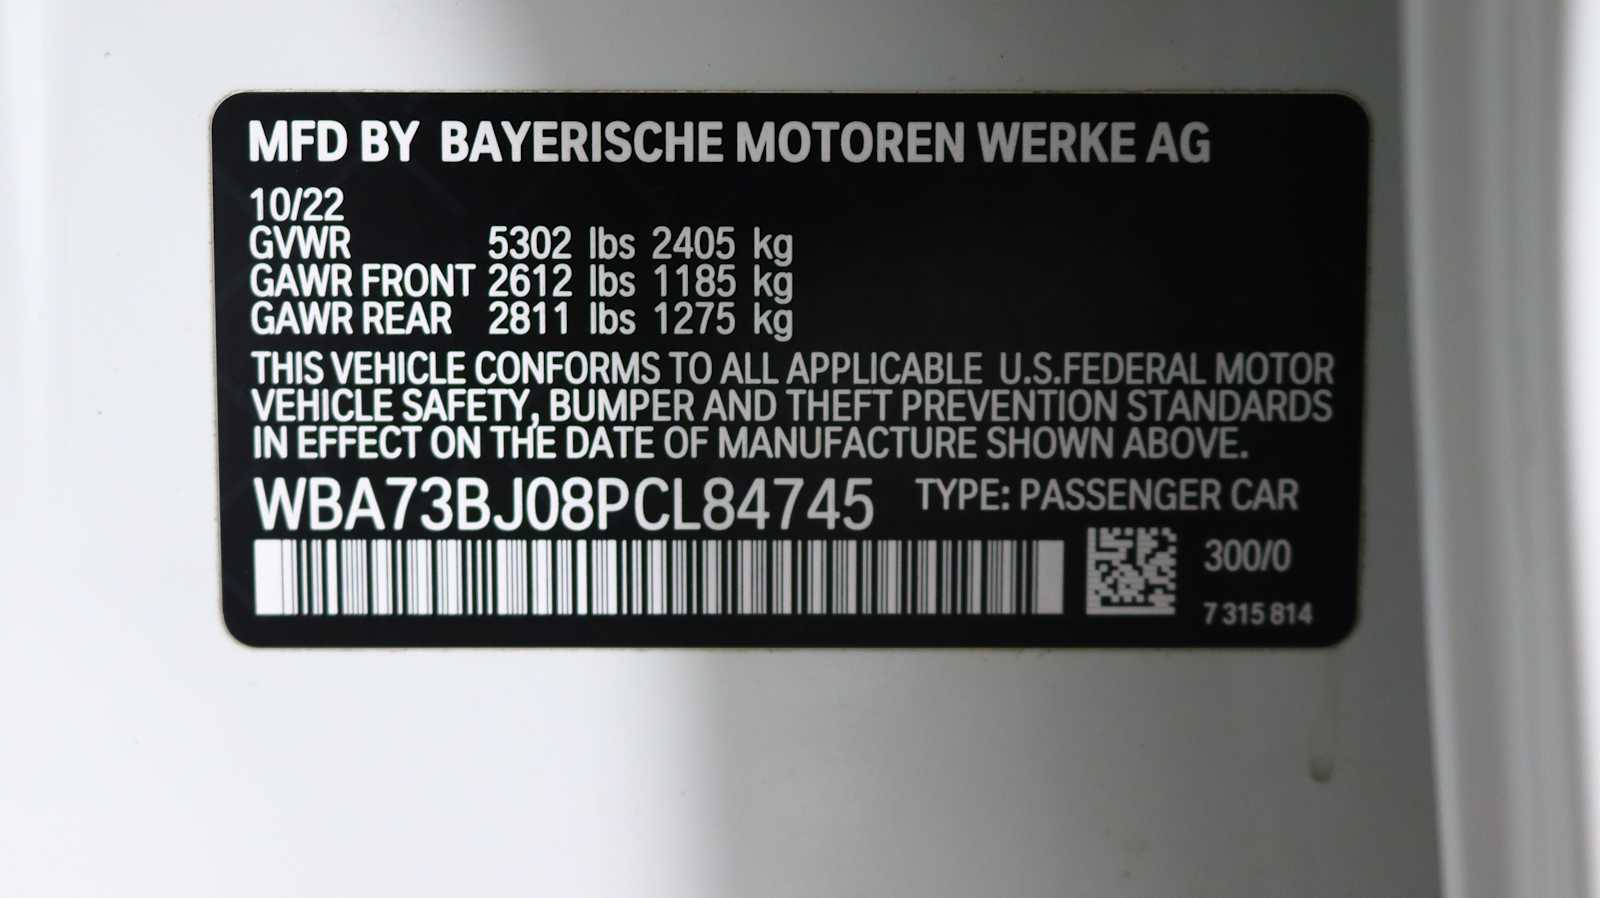 MFD BY BAYERISCHE MOTOREN WERKE AG
10/22
GVWR 5302 lbs 2405 kg
GAWR FRONT 2612 lbs 1185 kg
GAWR REAR 2811 lbs 1275 kg
THIS VEHICLE CONFORMS TO ALL APPLICABLE U.S.FEDERAL MOTOR
VEHICLE SAFETY, BUMPER AND THEFT PREVENTION STANDARDS
IN EFFECT ON THE DATE OF MANUFACTURE SHOWN ABOVE.
WBA73BJ08PCL84745 TYPE: PASSENGER CAR
300/0
7 315 814